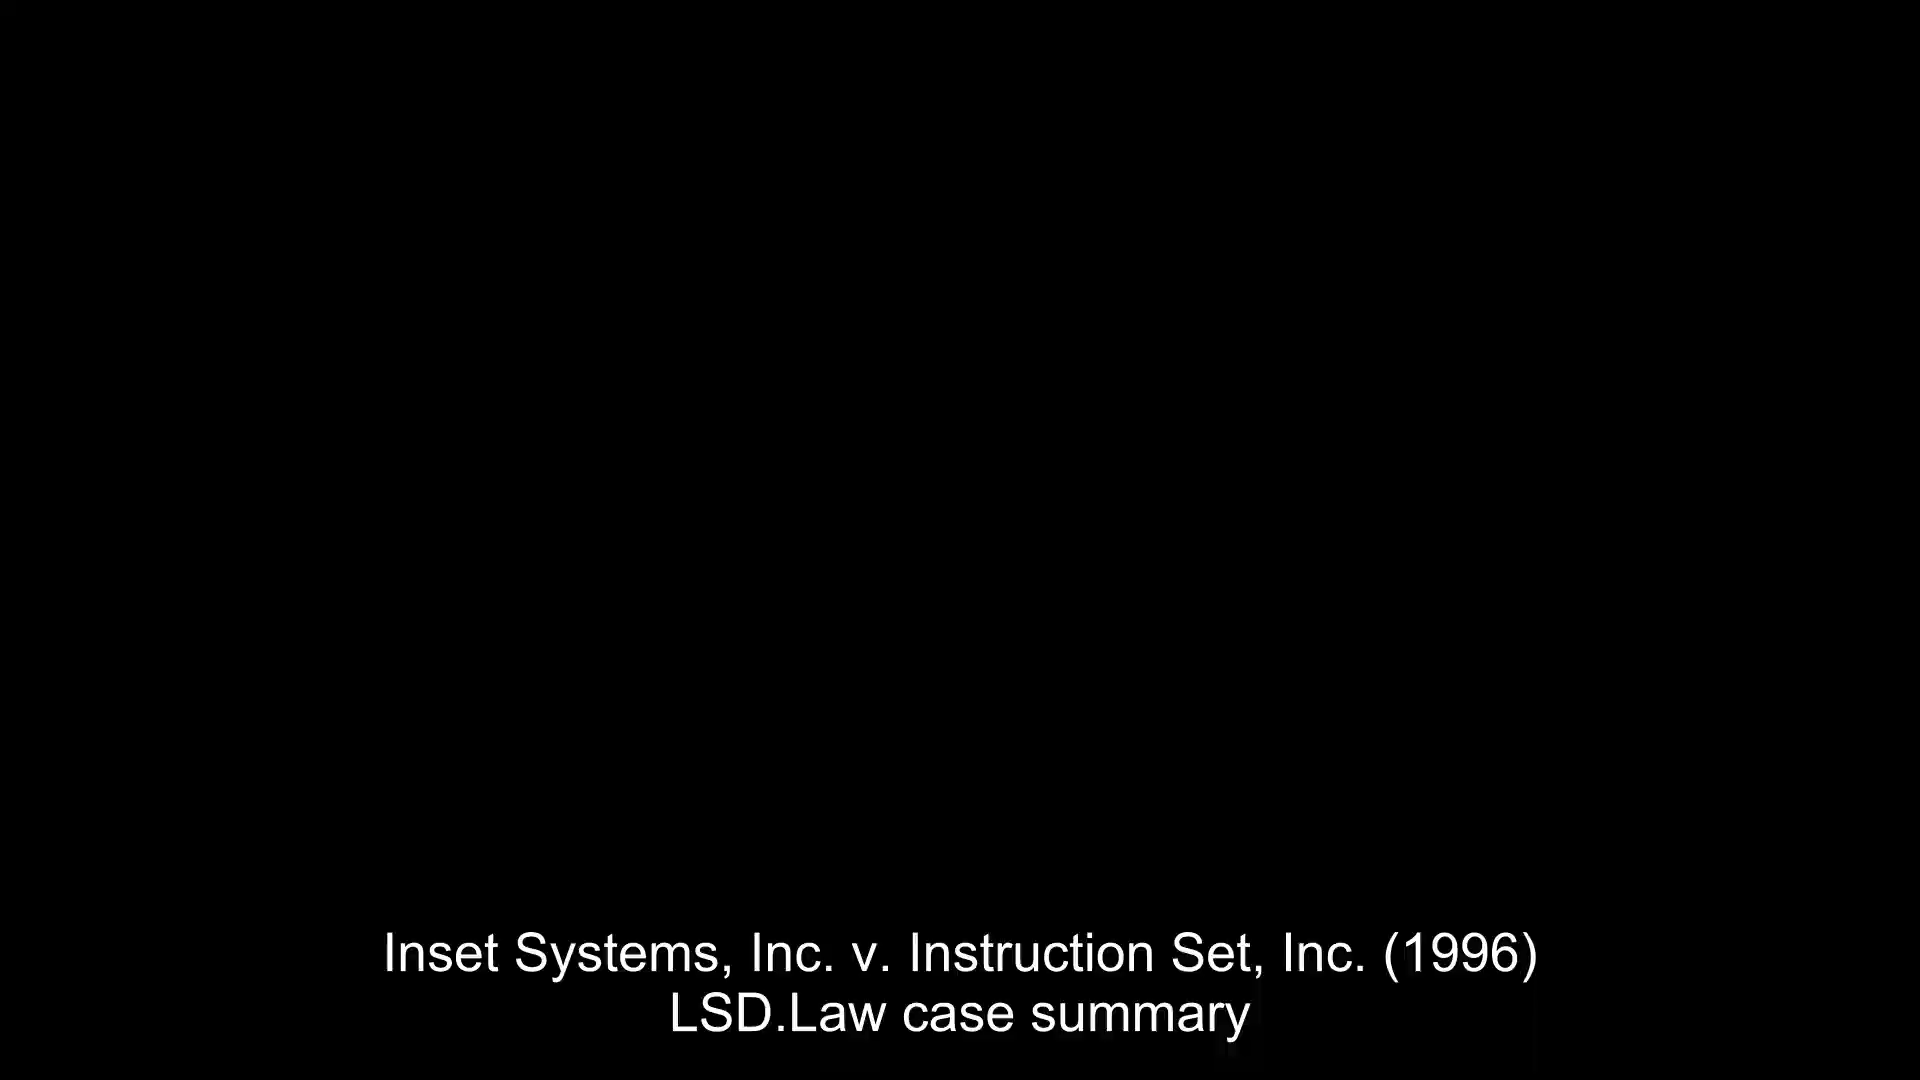 Inset Systems, Inc. v. Instruction Set, Inc. (1996)
LSD.Law case summary